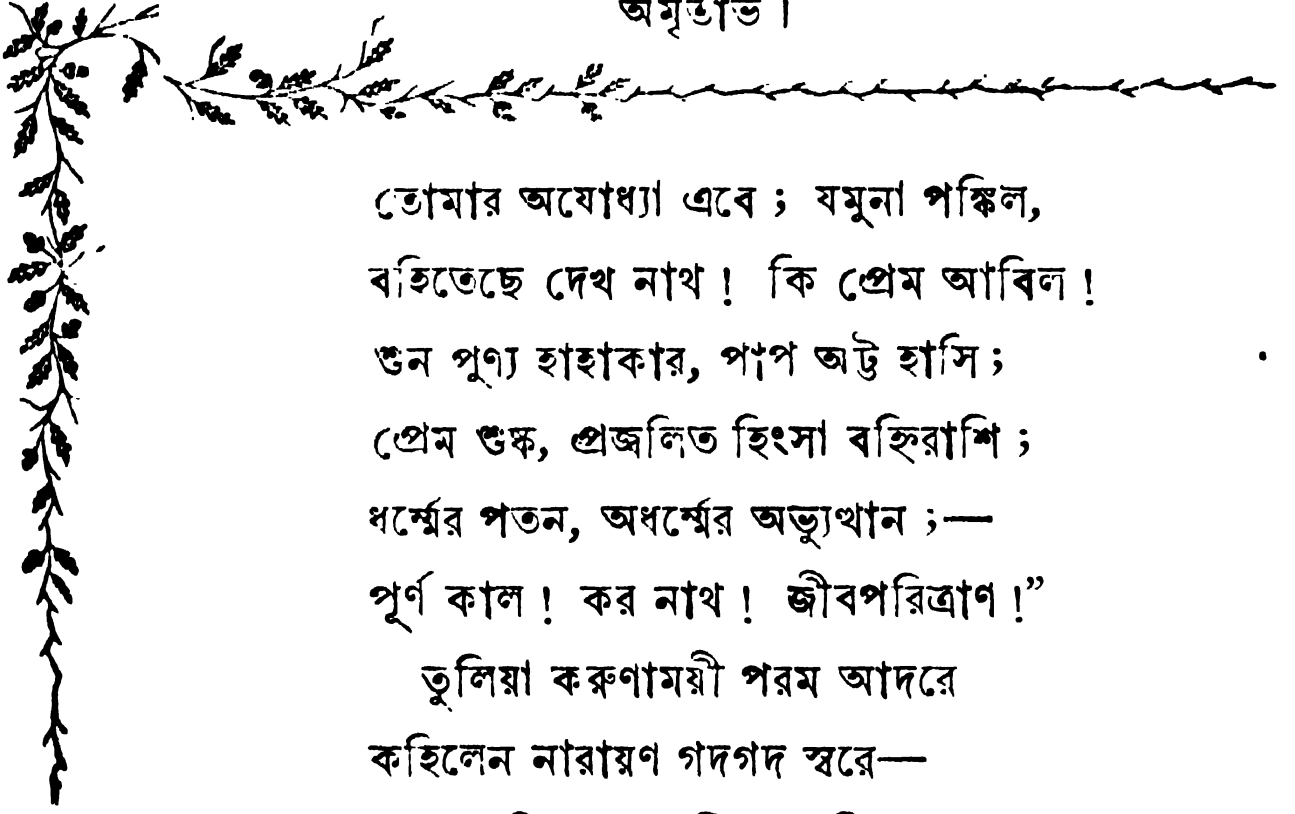 অমৃতাভ।
তোমার অযোধ্যা এবে ; যমুনা পঙ্কিল,
বহিতেছে দেখ নাথ ! কি প্রেম আবিল !
শুন পুণ্য হাহাকার, পাপ অট্ট হাসি ;
প্রেম শুষ্ক, প্রজ্জ্বলিত হিংসা বহ্নিরাশি ;
ধর্ম্মের পতন, অধর্ম্মের অভ্যুত্থান ;—
পূর্ণ কাল ! কর নাথ ! জীবপরিত্রাণ !”
তুলিয়া করুণাময়ী পরম আদরে
কহিলেন নারায়ণ গদগদ স্বরে—